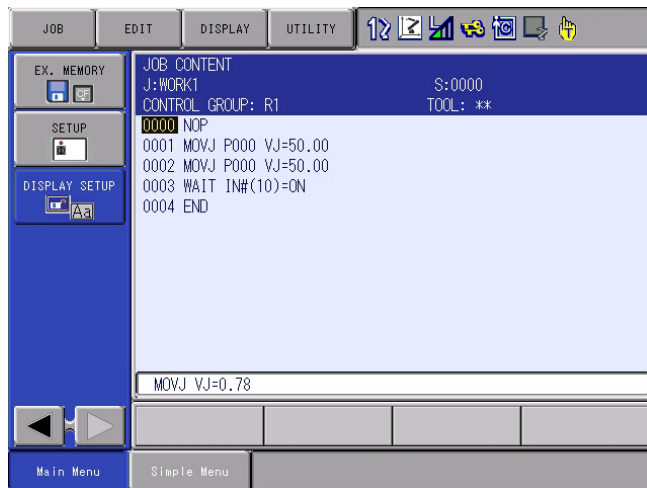 JOB EDIT DISPLAY UTILITY
EX. MEMORY
CF
SETUP
DISPLAY SETUP
Aa
JOB CONTENT
J:WORK1 S:0000
CONTROL GROUP: R1 TOOL: **
0000 NOP
0001 MOVJ P000 VJ=50.00
0002 MOVJ P000 VJ=50.00
0003 WAIT IN#(10)=ON
0004 END
MOVJ VJ=0.78
Main Menu Simple Menu